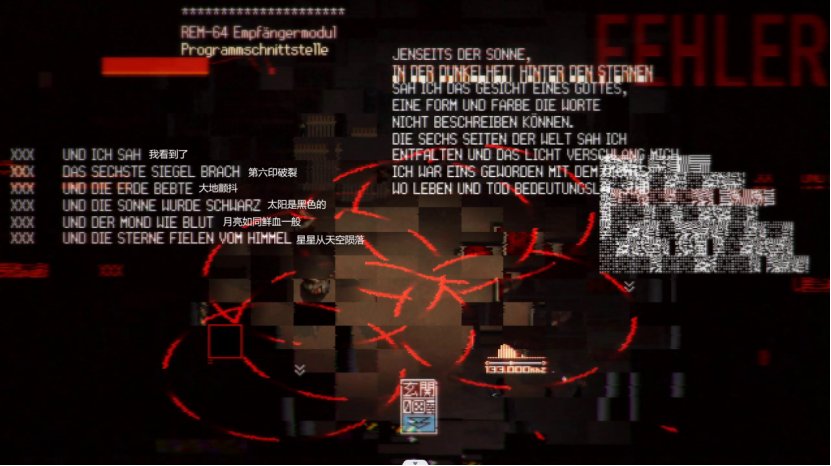 *********************
REM-64 Empfängermodul
Programmschnittstelle
FEHLER
JENSEITS DER SONNE,
IN DER DUNKELHEIT HINTER DEN STERNEN
SAH ICH DAS GESICHT EINES GOTTES,
EINE FORM UND FARBE DIE WORTE
NICHT BESCHREIBEN KÖNNEN.
DIE SECHS SEITEN DER WELT SAH ICH
ENTFALTEN UND DAS LICHT VERSCHLANG MICH
ICH WAR EINS GEWORDEN MIT DEM
WO LEBEN UND TOD
XXX UND ICH SAH 我看到了
XXX DAS SECHSTE SIEGEL BRACH 第六印破裂
XXX UND DIE ERDE BEBTE 大地颤抖
XXX UND DIE SONNE WURDE SCHWARZ 太阳是黑色的
XXX UND DER MOND WIE BLUT 月亮如同鲜血一般
XXX UND DIE STERNE FIELEN VOM HIMMEL 星星从天空陨落
XXX
133.000kHz
玄関